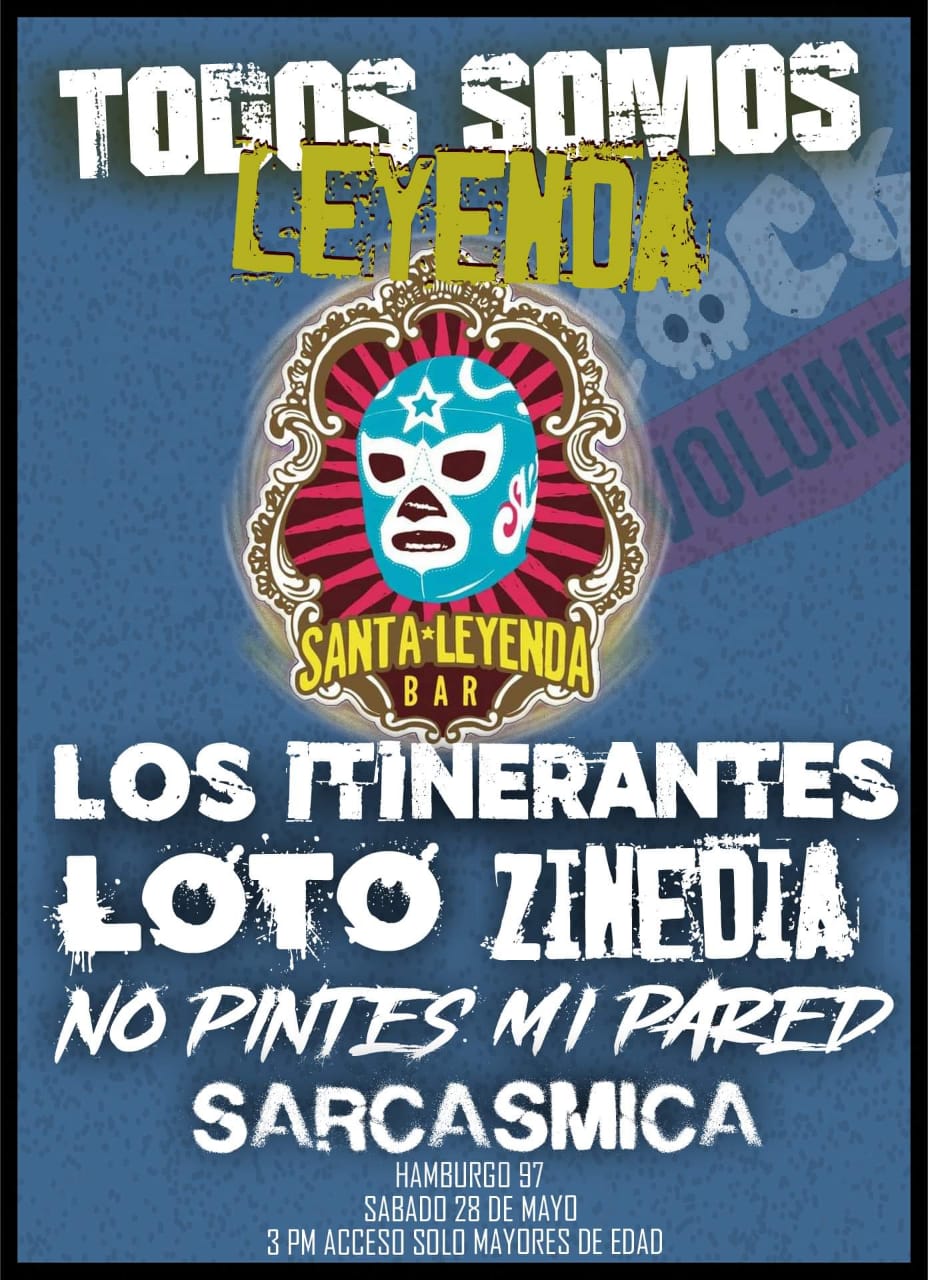 TODOS SOMOS
LEYENDA
ROCK
VOLUME
SANTA★LEYENDA
BAR
LOS ITINERANTES
LOTO ZINEDIA
NO PINTES MI PARED
SARCASMICA
HAMBURGO 97
SABADO 28 DE MAYO
3 PM ACCESO SOLO MAYORES DE EDAD